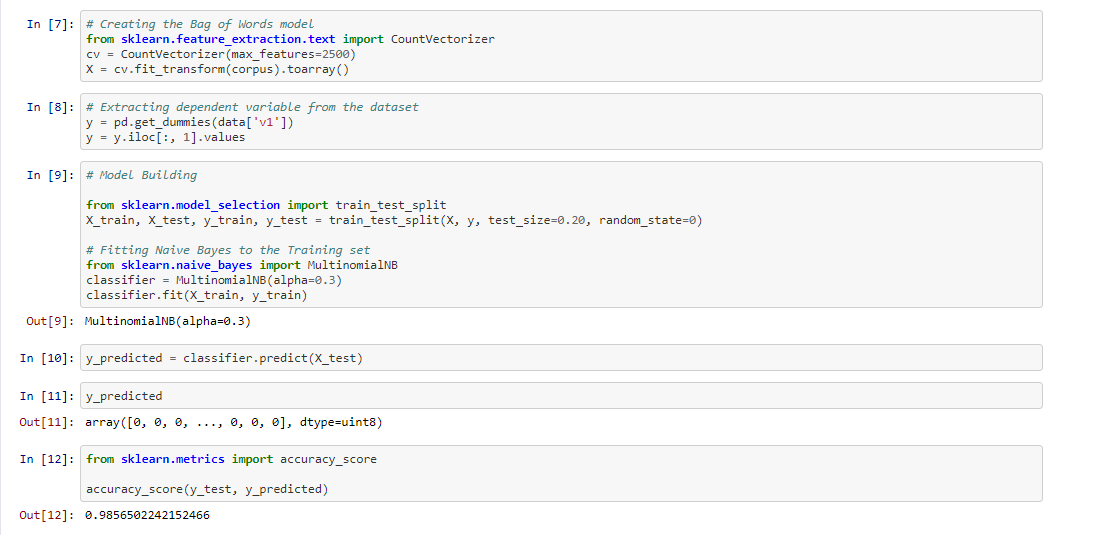 In [7]: # Creating the Bag of Words model
from sklearn.feature_extraction.text import CountVectorizer
cv = CountVectorizer(max_features=2500)
X = cv.fit_transform(corpus).toarray()
In [8]: # Extracting dependent variable from the dataset
y = pd.get_dummies(data['v1'])
y = y.iloc[:, 1].values
In [9]: # Model Building
from sklearn.model_selection import train_test_split
X_train, X_test, y_train, y_test = train_test_split(X, y, test_size=0.20, random_state=0)
# Fitting Naive Bayes to the Training set
from sklearn.naive_bayes import MultinomialNB
classifier = MultinomialNB(alpha=0.3)
classifier.fit(X_train, y_train)
Out[9]: MultinomialNB(alpha=0.3)
In [10]: y_predicted = classifier.predict(X_test)
In [11]: y_predicted
Out[11]: array([0, 0, 0, ..., 0, 0, 0], dtype=uint8)
In [12]: from sklearn.metrics import accuracy_score
accuracy_score(y_test, y_predicted)
Out[12]: 0.9856502242152466